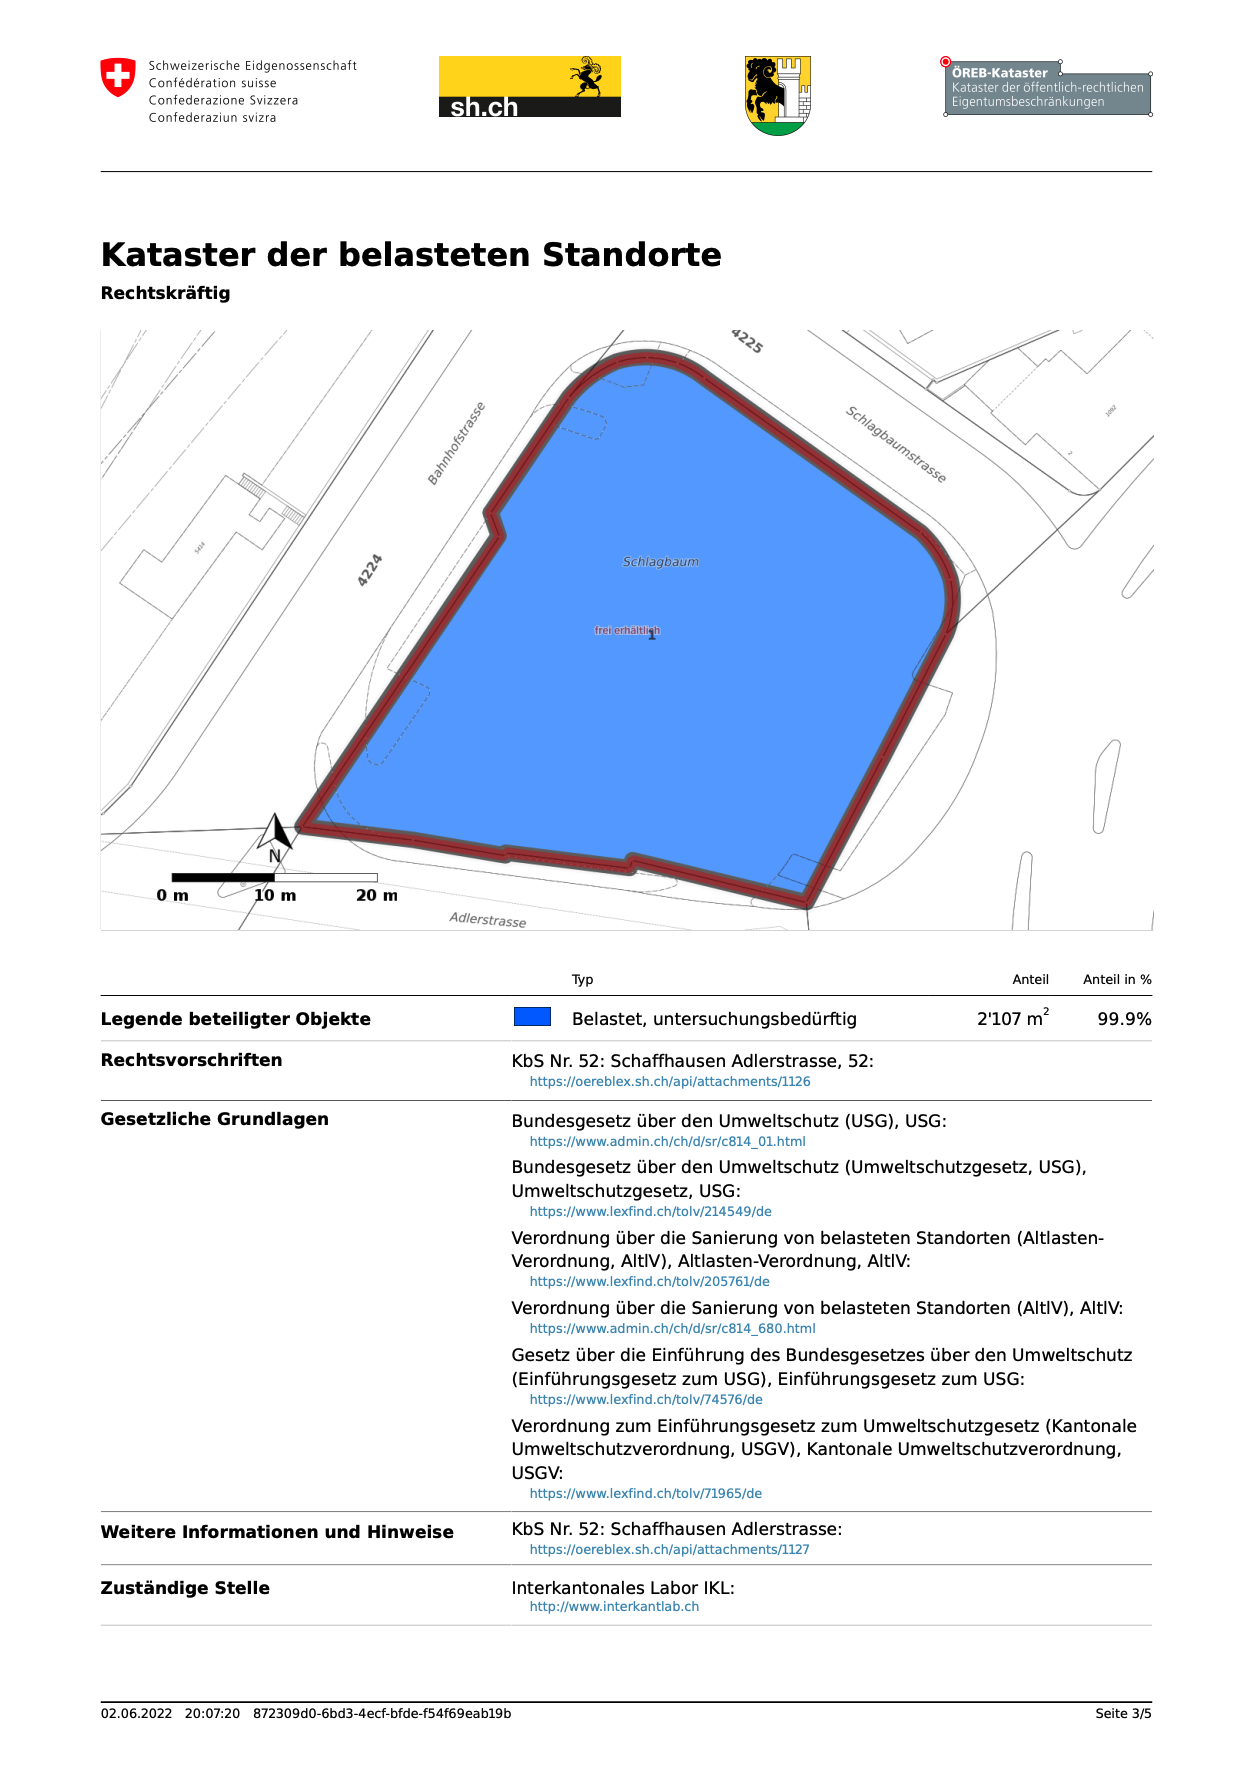 Schweizerische Eidgenossenschaft
Confédération suisse
Confederazione Svizzera
Confederaziun svizra
sh.ch
ÖREB-Kataster
Kataster der öffentlich-rechtlichen
Eigentumsbeschränkungen
Kataster der belasteten Standorte
Rechtskräftig
4225
Bahnhofstrasse
Schlagbaumstrasse
1092
2
5414
4224
Schlagbaum
frei erhältlich
1
N
0 m 10 m 20 m
Adlerstrasse
Typ Anteil Anteil in %
Legende beteiligter Objekte Belastet, untersuchungsbedürftig 2'107 m² 99.9%
Rechtsvorschriften KbS Nr. 52: Schaffhausen Adlerstrasse, 52:
https://oereblex.sh.ch/api/attachments/1126
Gesetzliche Grundlagen Bundesgesetz über den Umweltschutz (USG), USG:
https://www.admin.ch/ch/d/sr/c814_01.html
Bundesgesetz über den Umweltschutz (Umweltschutzgesetz, USG),
Umweltschutzgesetz, USG:
https://www.lexfind.ch/tolv/214549/de
Verordnung über die Sanierung von belasteten Standorten (Altlasten-
Verordnung, AltlV), Altlasten-Verordnung, AltlV:
https://www.lexfind.ch/tolv/205761/de
Verordnung über die Sanierung von belasteten Standorten (AltlV), AltlV:
https://www.admin.ch/ch/d/sr/c814_680.html
Gesetz über die Einführung des Bundesgesetzes über den Umweltschutz
(Einführungsgesetz zum USG), Einführungsgesetz zum USG:
https://www.lexfind.ch/tolv/74576/de
Verordnung zum Einführungsgesetz zum Umweltschutzgesetz (Kantonale
Umweltschutzverordnung, USGV), Kantonale Umweltschutzverordnung,
USGV:
https://www.lexfind.ch/tolv/71965/de
Weitere Informationen und Hinweise KbS Nr. 52: Schaffhausen Adlerstrasse:
https://oereblex.sh.ch/api/attachments/1127
Zuständige Stelle Interkantonales Labor IKL:
http://www.interkantlab.ch
02.06.2022 20:07:20 872309d0-6bd3-4ecf-bfde-f54f69eab19b Seite 3/5